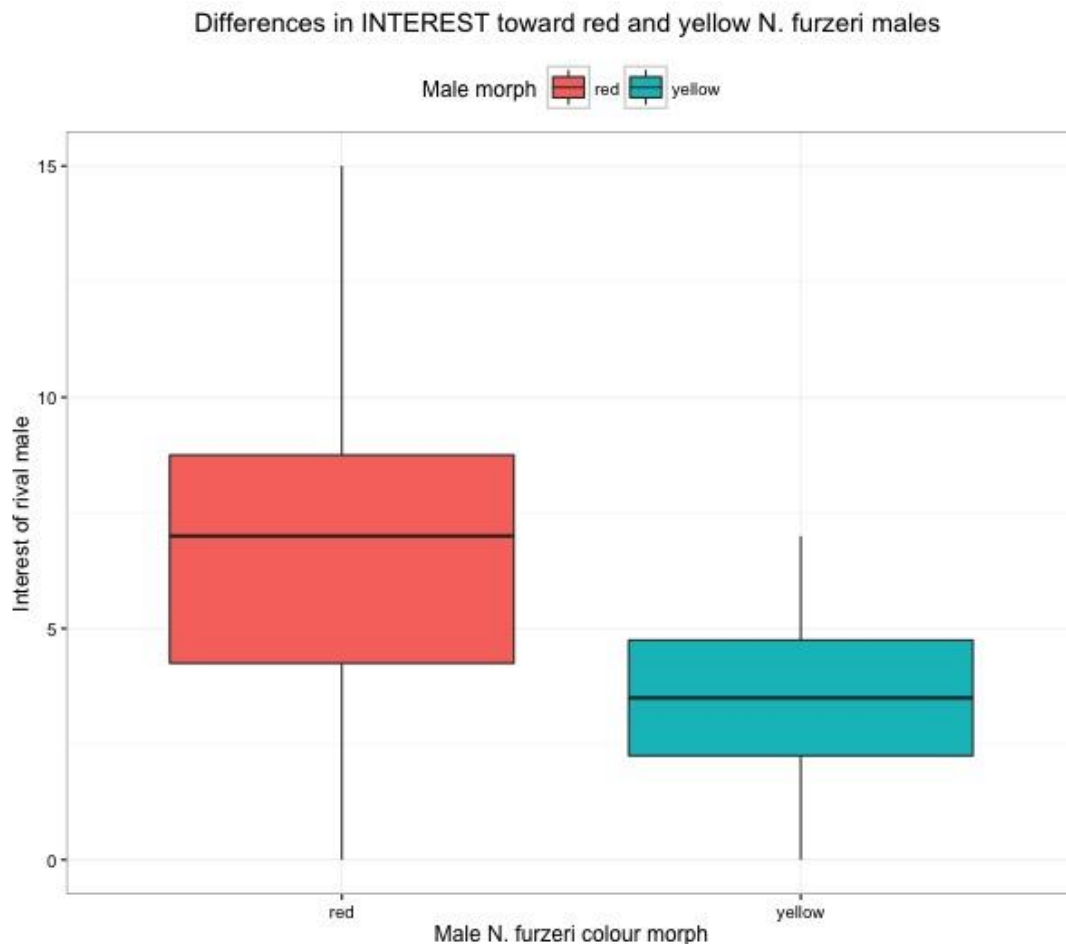 Differences in INTEREST toward red and yellow N. furzeri males
Male morph red yellow
15
10
5
0
Interest of rival male
red yellow
Male N. furzeri colour morph